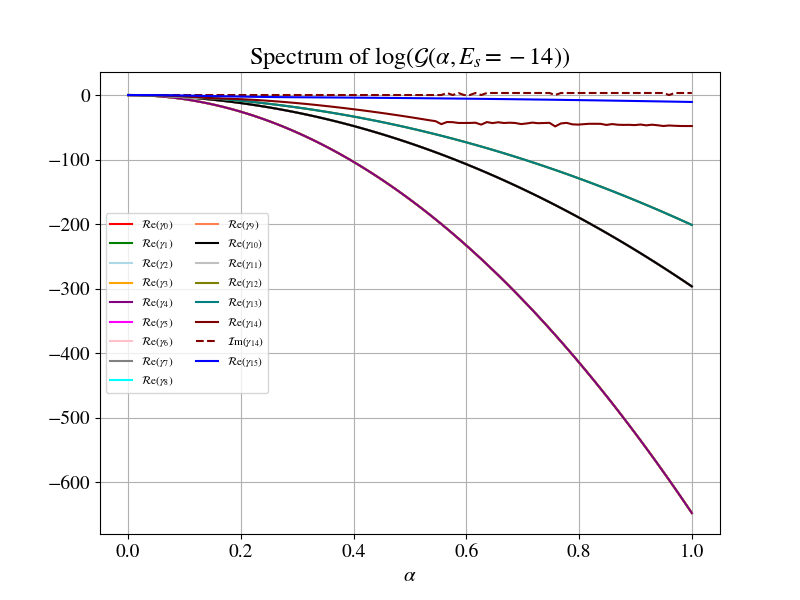 Spectrum of log(𝒢(α, E_s = −14))
0
−100
−200
−300
−400
−500
−600
ℛe(γ₀)
ℛe(γ₁)
ℛe(γ₂)
ℛe(γ₃)
ℛe(γ₄)
ℛe(γ₅)
ℛe(γ₆)
ℛe(γ₇)
ℛe(γ₈)
ℛe(γ₉)
ℛe(γ₁₀)
ℛe(γ₁₁)
ℛe(γ₁₂)
ℛe(γ₁₃)
ℛe(γ₁₄)
ℐm(γ₁₄)
ℛe(γ₁₅)
0.0 0.2 0.4 0.6 0.8 1.0
α